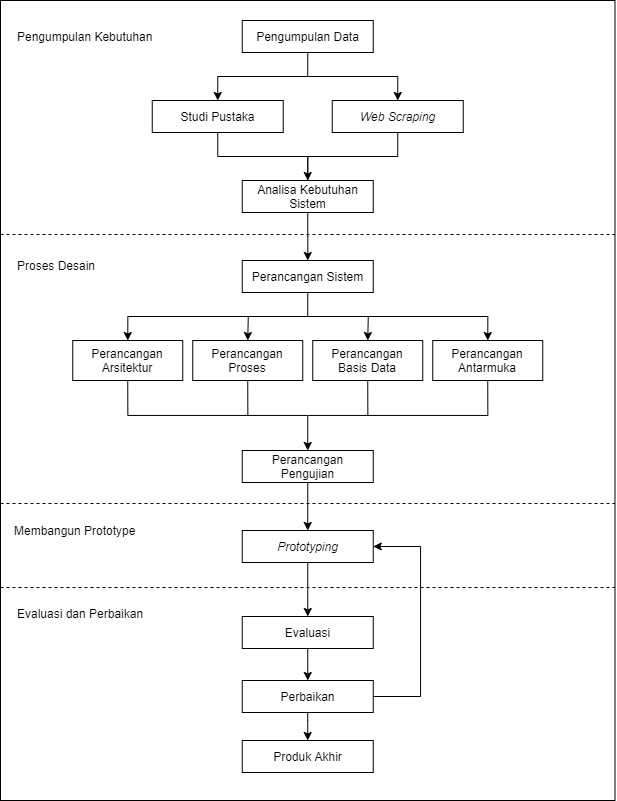 Pengumpulan Kebutuhan
Pengumpulan Data
Studi Pustaka
Web Scraping
Analisa Kebutuhan
Sistem
Proses Desain
Perancangan Sistem
Perancangan
Arsitektur
Perancangan
Proses
Perancangan
Basis Data
Perancangan
Antarmuka
Perancangan
Pengujian
Membangun Prototype
Prototyping
Evaluasi dan Perbaikan
Evaluasi
Perbaikan
Produk Akhir